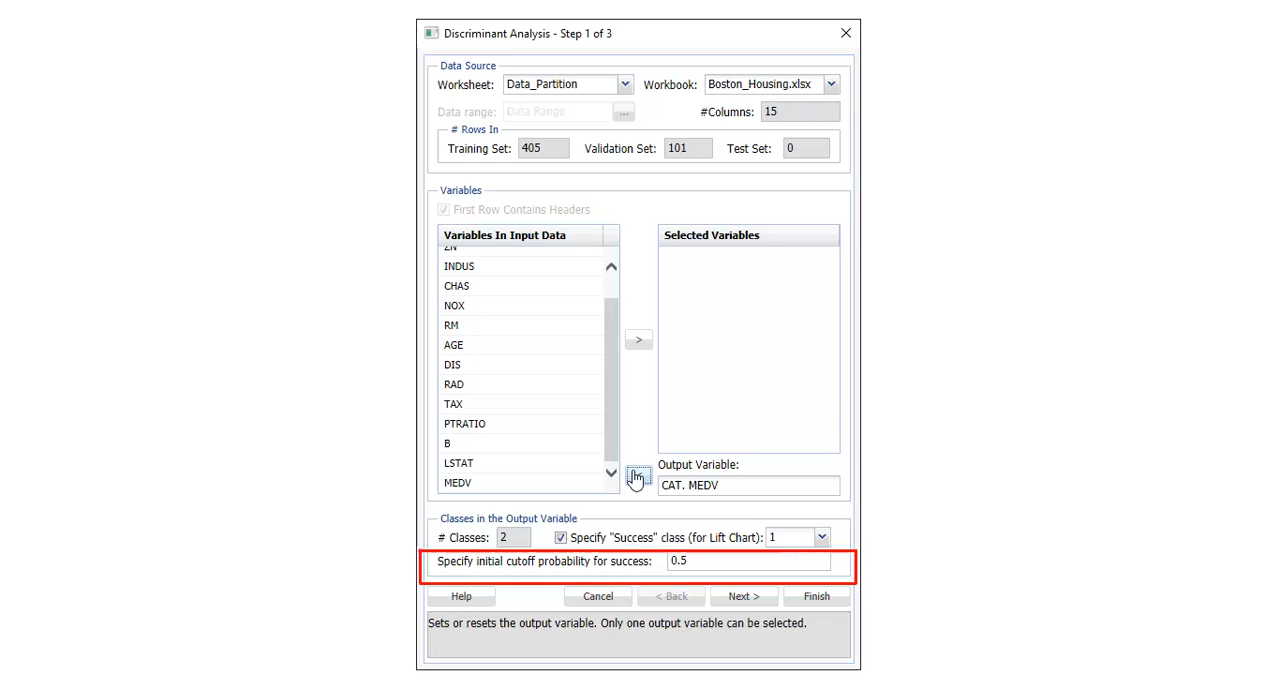 Discriminant Analysis - Step 1 of 3
Data Source
Worksheet: Data_Partition Workbook: Boston_Housing.xlsx
Data range: Data Range ... #Columns: 15
# Rows In
Training Set: 405 Validation Set: 101 Test Set: 0
Variables
First Row Contains Headers
Variables In Input Data Selected Variables
ZN
INDUS
CHAS
NOX
RM
AGE
>
DIS
RAD
TAX
PTRATIO
B
LSTAT Output Variable:
MEDV CAT. MEDV
Classes in the Output Variable
# Classes: 2 Specify "Success" class (for Lift Chart): 1
Specify initial cutoff probability for success: 0.5
Help Cancel < Back Next > Finish
Sets or resets the output variable. Only one output variable can be selected.